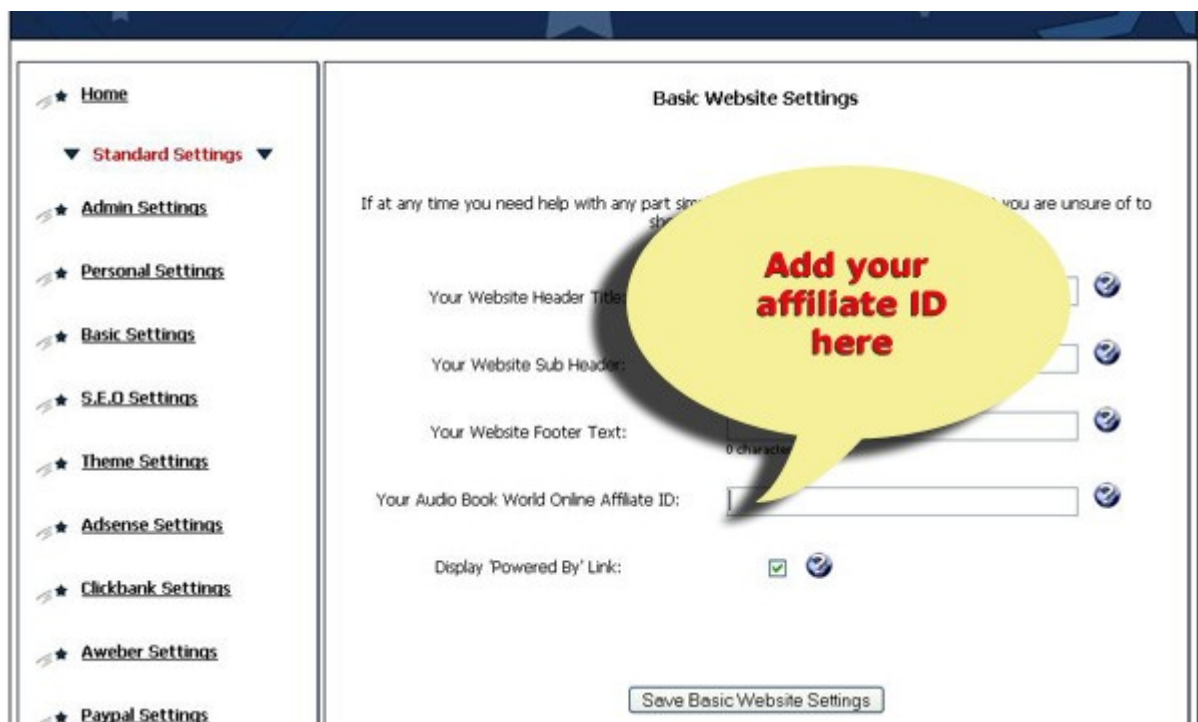 Home
Standard Settings
Admin Settings
Personal Settings
Basic Settings
S.E.O Settings
Theme Settings
Adsense Settings
Clickbank Settings
Aweber Settings
Paypal Settings
Basic Website Settings
If at any time you need help with any part you are unsure of to
Your Website Header Title:
Your Website Sub Header:
Your Website Footer Text:
0
Your Audio Book World Online Affiliate ID:
Display 'Powered By' Link:
Save Basic Website Settings
Add your
affiliate ID
here